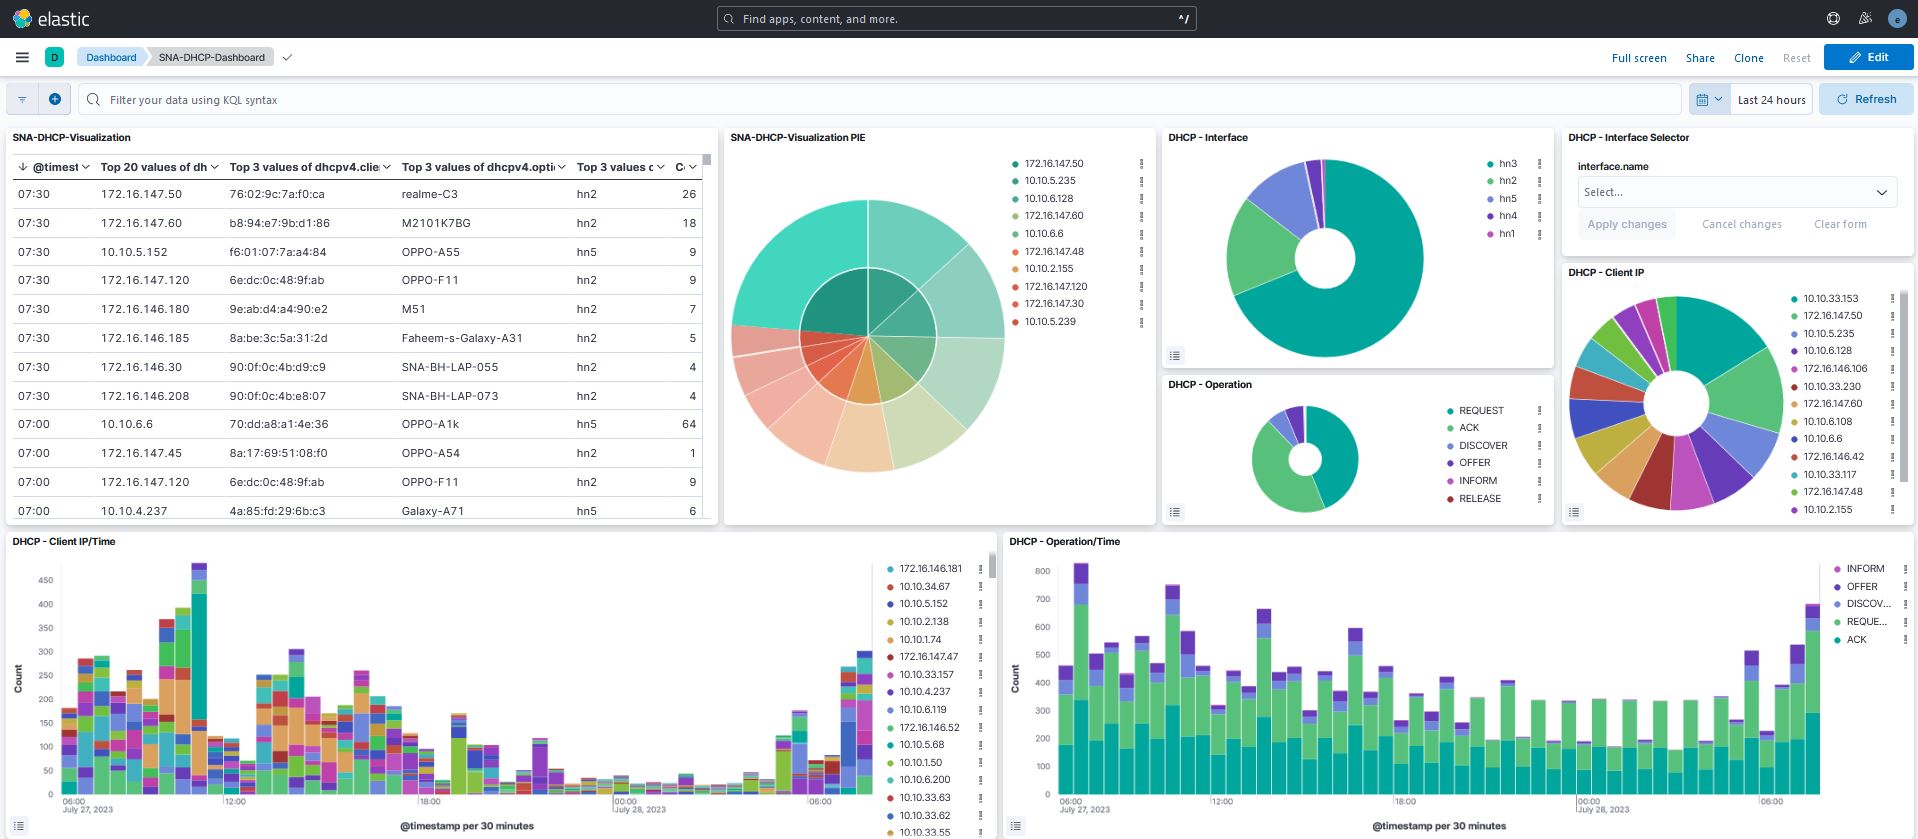 elastic
Find apps, content, and more.
^/
e
D
Dashboard
SNA-DHCP-Dashboard
Full screen
Share
Clone
Reset
Edit
Filter your data using KQL syntax
Last 24 hours
Refresh
SNA-DHCP-Visualization
@timest Top 20 values of dh Top 3 values of dhcpv4.clie Top 3 values of dhcpv4.opti Top 3 values c
07:30 172.16.147.50 76:02:9c:7a:f0:ca realme-C3 hn2 26
07:30 172.16.147.60 b8:94:e7:9b:d1:86 M2101K7BG hn2 18
07:30 10.10.5.152 f6:01:07:7a:a4:84 OPPO-A55 hn5 9
07:30 172.16.147.120 6e:dc:0c:48:9f:ab OPPO-F11 hn2 9
07:30 172.16.146.180 9e:ab:d4:a4:90:e2 M51 hn2 7
07:30 172.16.146.185 8a:be:3c:5a:31:2d Faheem-s-Galaxy-A31 hn2 5
07:30 172.16.146.30 90:0f:0c:4b:d9:c9 SNA-BH-LAP-055 hn2 4
07:30 172.16.146.208 90:0f:0c:4b:e8:07 SNA-BH-LAP-073 hn2 4
07:00 10.10.6.6 70:dd:a8:a1:4e:36 OPPO-A1k hn5 64
07:00 172.16.147.45 8a:17:69:51:08:f0 OPPO-A54 hn2 1
07:00 172.16.147.120 6e:dc:0c:48:9f:ab OPPO-F11 hn2 9
07:00 10.10.4.237 4a:85:fd:29:6b:c3 Galaxy-A71 hn5 6
SNA-DHCP-Visualization PIE
172.16.147.50
10.10.5.235
10.10.6.128
172.16.147.60
10.10.6.6
172.16.147.48
10.10.2.155
172.16.147.120
172.16.147.30
10.10.5.239
DHCP - Interface
hn3
hn2
hn5
hn4
hn1
DHCP - Operation
REQUEST
ACK
DISCOVER
OFFER
INFORM
RELEASE
DHCP - Interface Selector
interface.name
Select...
Apply changes
Cancel changes
Clear form
DHCP - Client IP
10.10.33.153
172.16.147.50
10.10.5.235
10.10.6.128
172.16.146.106
10.10.33.230
172.16.147.60
10.10.6.108
10.10.6.6
172.16.146.42
10.10.33.117
172.16.147.48
10.10.2.155
DHCP - Client IP/Time
Count
450
400
350
300
250
200
150
100
50
0
06:00 12:00 18:00 00:00 06:00
July 27, 2023 July 28, 2023
@timestamp per 30 minutes
172.16.146.181
10.10.34.67
10.10.5.152
10.10.2.138
10.10.1.74
172.16.147.47
10.10.33.157
10.10.4.237
10.10.6.119
172.16.146.52
10.10.5.68
10.10.1.50
10.10.6.200
10.10.33.63
10.10.33.62
10.10.33.55
DHCP - Operation/Time
Count
800
700
600
500
400
300
200
100
0
06:00 12:00 18:00 00:00 06:00
July 27, 2023 July 28, 2023
@timestamp per 30 minutes
INFORM
OFFER
DISCOV...
REQUE...
ACK